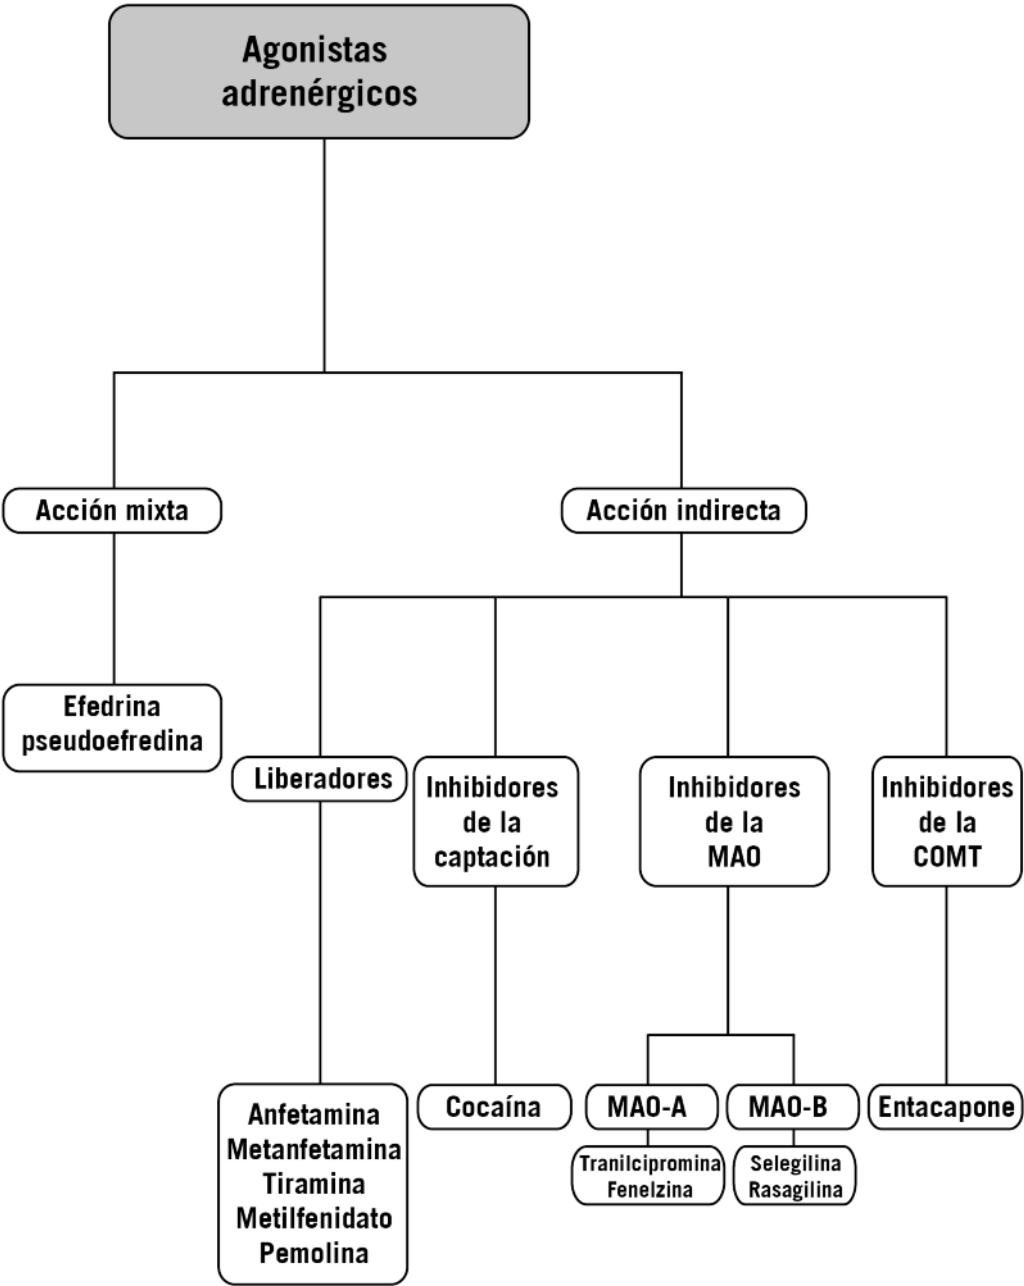 Agonistas
adrenérgicos
Acción mixta
Acción indirecta
Efedrina
pseudoefredina
Liberadores
Inhibidores
de la
captación
Inhibidores
de la
MAO
Inhibidores
de la
COMT
Anfetamina
Metanfetamina
Tiramina
Metilfenidato
Pemolina
Cocaína
MAO-A
MAO-B
Entacapone
Tranilcipromina
Fenelzina
Selegilina
Rasagilina